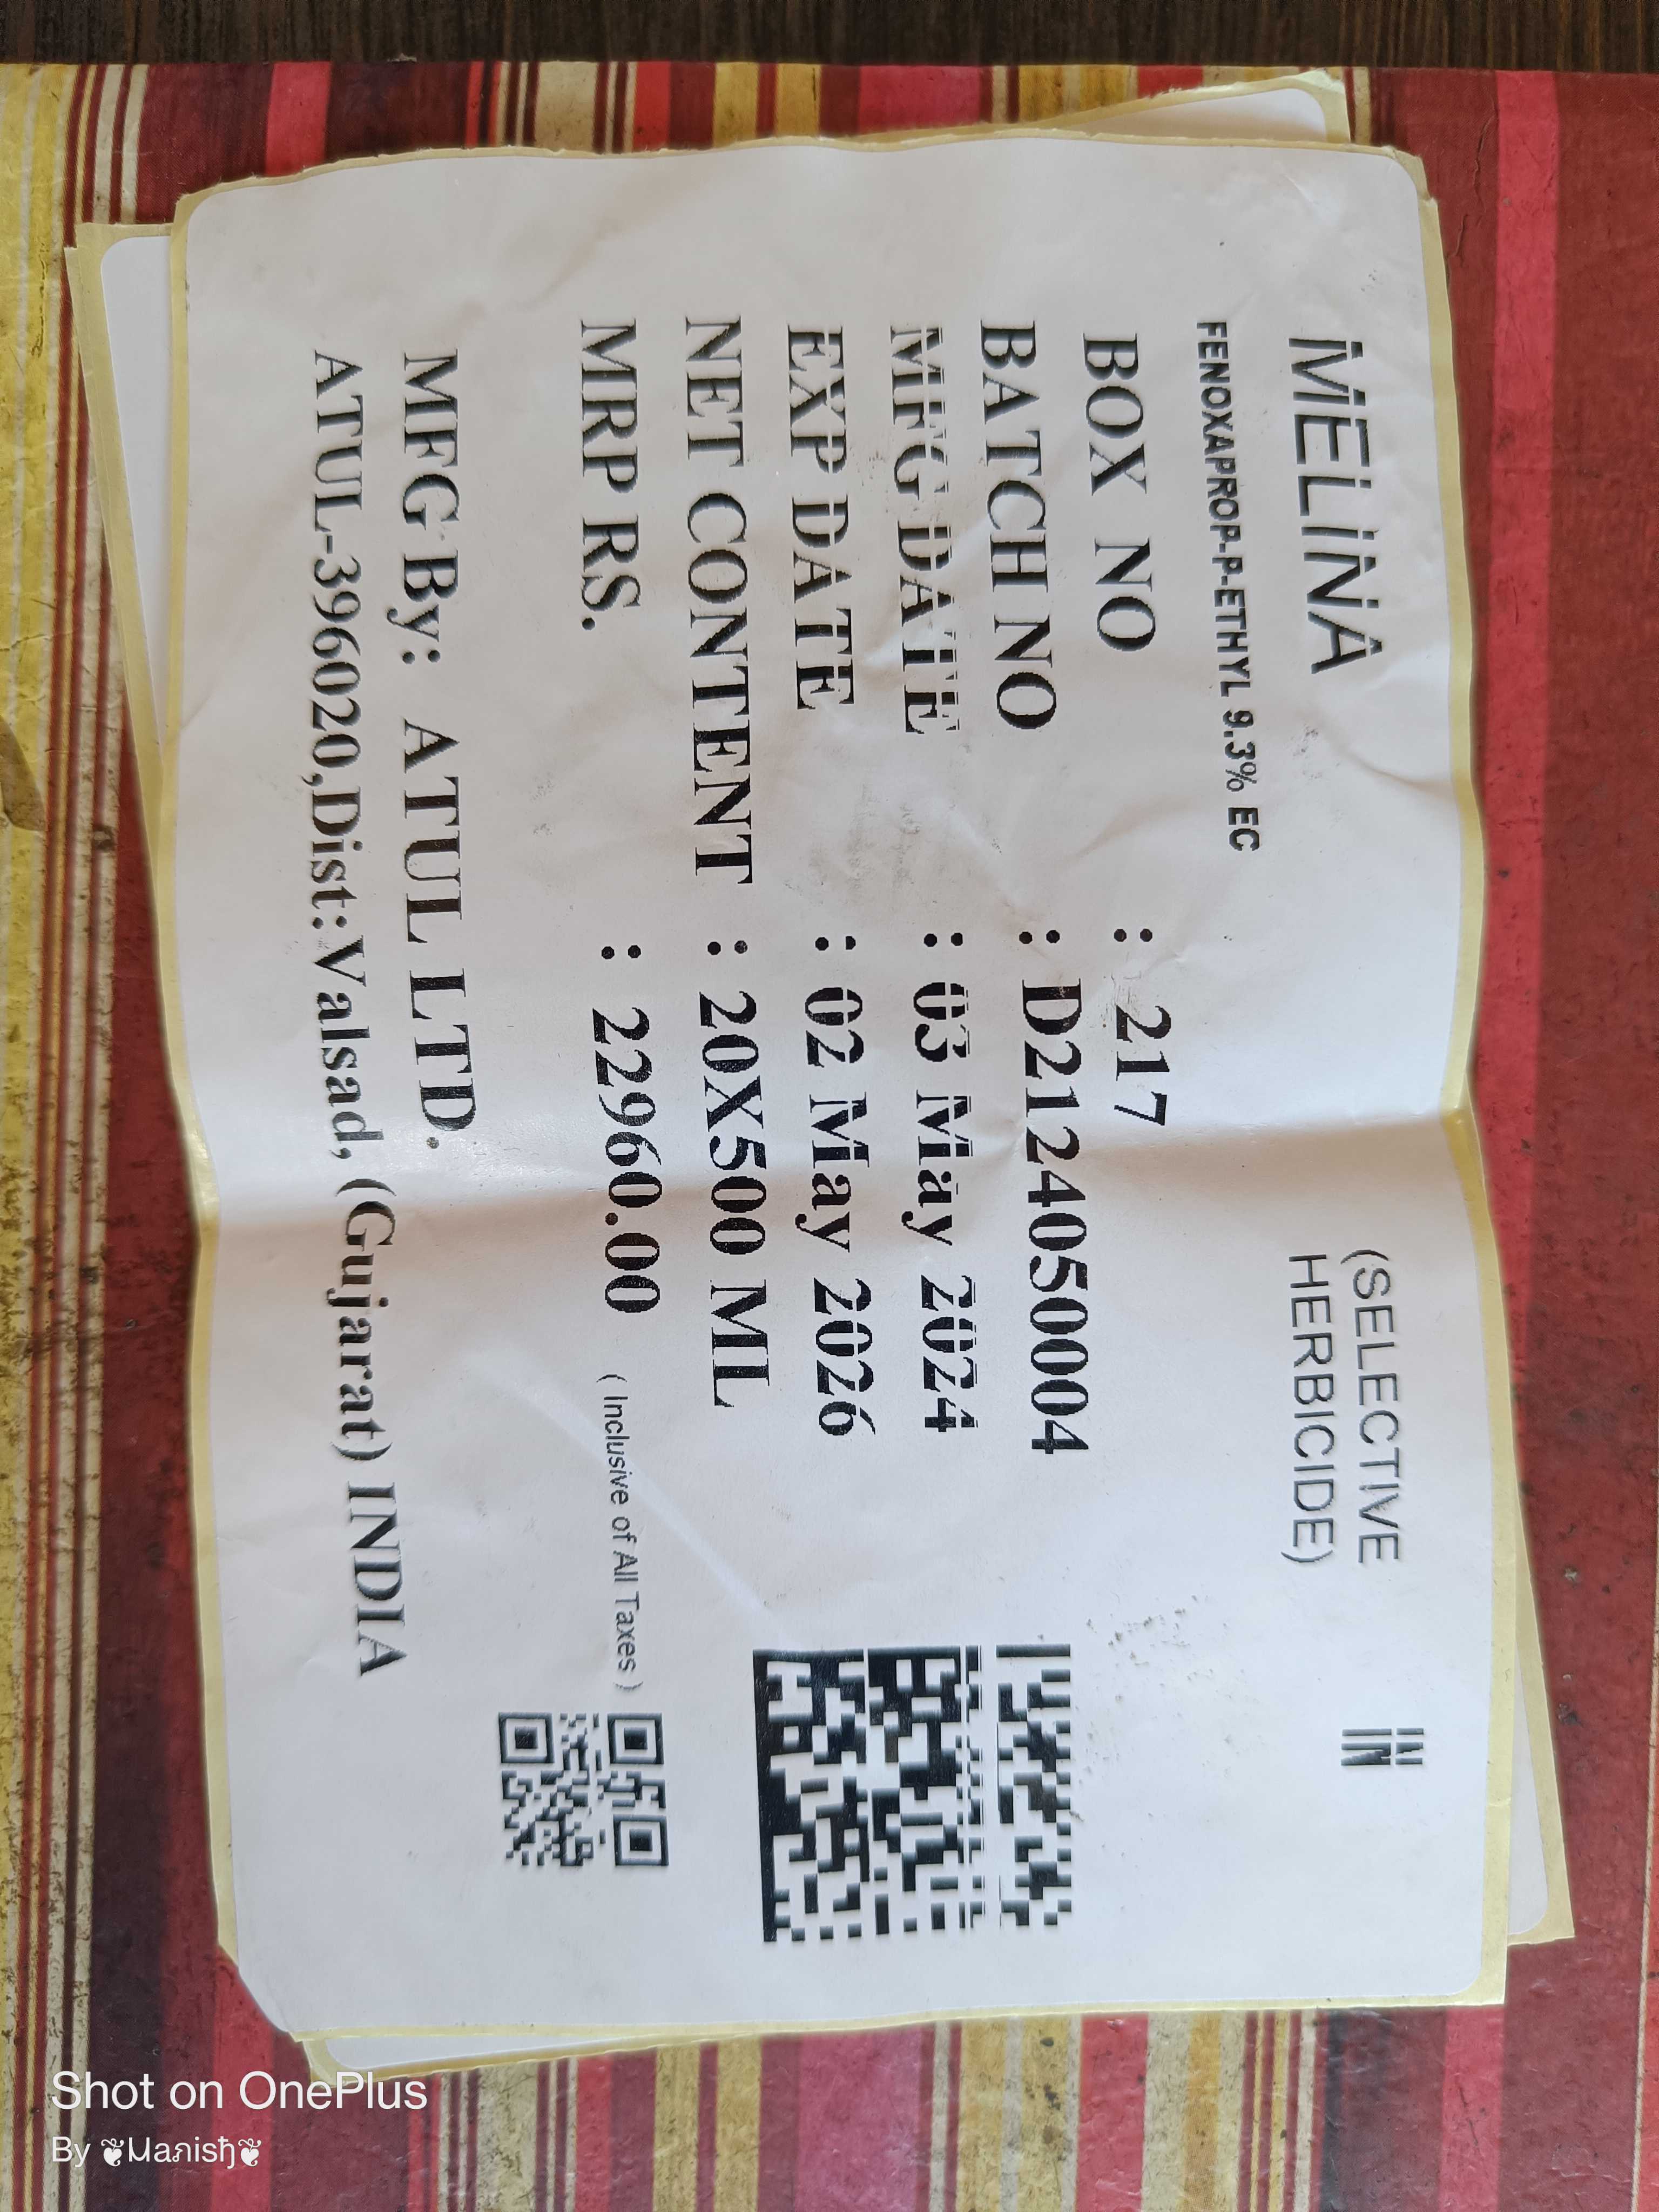 MELINA
(SELECTIVE
HERBICIDE)
IN
FENOXAPROP-P-ETHYL 9.3% EC
BOX NO : 217
BATCH NO : D2124050004
MFG DATE : 03 May 2024
EXP DATE : 02 May 2026
NET CONTENT : 20X500 ML
MRP RS. : 22960.00 ( Inclusive of All Taxes )
MFG By: ATUL LTD.
ATUL-396020,Dist:Valsad, (Gujarat) INDIA
Shot on OnePlus
By ❦Manish❦